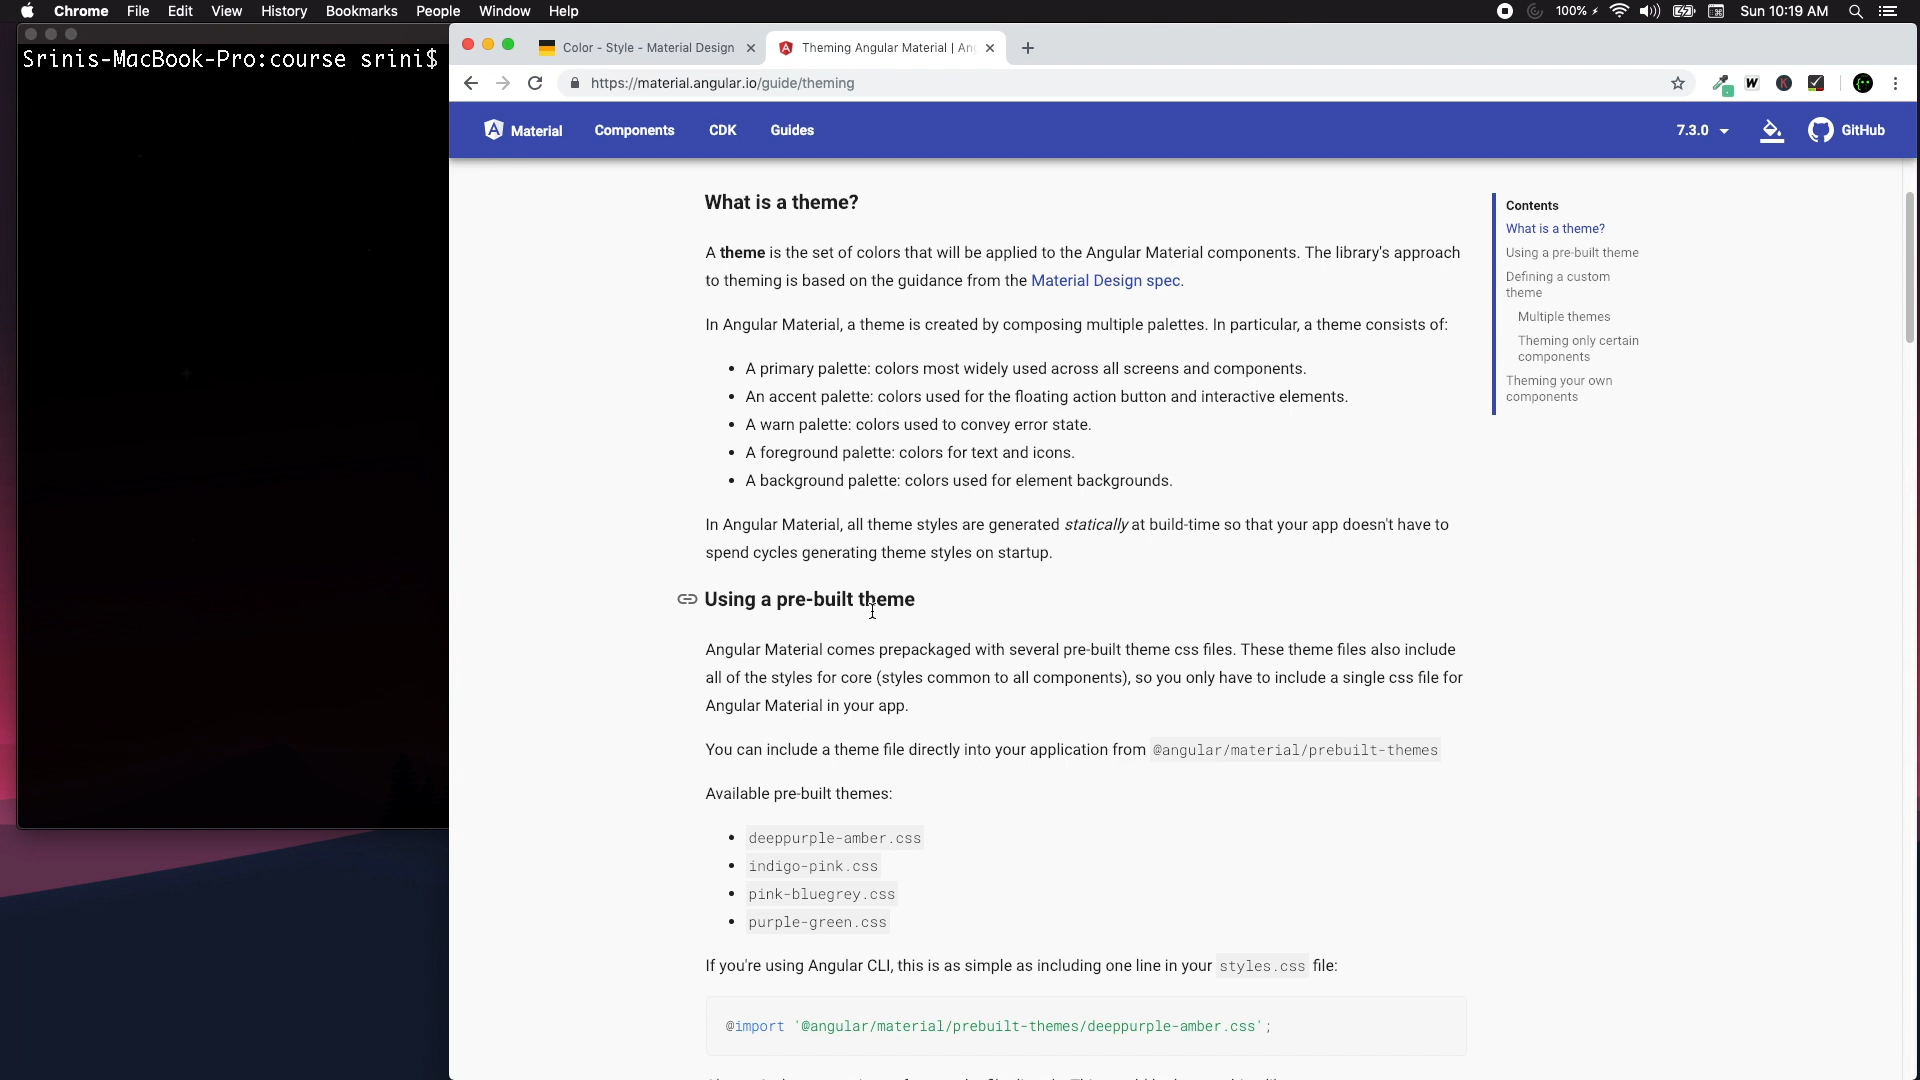 Chrome File Edit View History Bookmarks People Window Help 100% Sun 10:19 AM
Srinis-MacBook-Pro:course srini$
Color - Style - Material Design
Theming Angular Material | An
https://material.angular.io/guide/theming
Material Components CDK Guides 7.3.0 GitHub
What is a theme?
A theme is the set of colors that will be applied to the Angular Material components. The library's approach
to theming is based on the guidance from the Material Design spec.
In Angular Material, a theme is created by composing multiple palettes. In particular, a theme consists of:
• A primary palette: colors most widely used across all screens and components.
• An accent palette: colors used for the floating action button and interactive elements.
• A warn palette: colors used to convey error state.
• A foreground palette: colors for text and icons.
• A background palette: colors used for element backgrounds.
In Angular Material, all theme styles are generated statically at build-time so that your app doesn't have to
spend cycles generating theme styles on startup.
Using a pre-built theme
Angular Material comes prepackaged with several pre-built theme css files. These theme files also include
all of the styles for core (styles common to all components), so you only have to include a single css file for
Angular Material in your app.
You can include a theme file directly into your application from @angular/material/prebuilt-themes
Available pre-built themes:
• deeppurple-amber.css
• indigo-pink.css
• pink-bluegrey.css
• purple-green.css
If you're using Angular CLI, this is as simple as including one line in your styles.css file:
@import '@angular/material/prebuilt-themes/deeppurple-amber.css';
Contents
What is a theme?
Using a pre-built theme
Defining a custom
theme
Multiple themes
Theming only certain
components
Theming your own
components